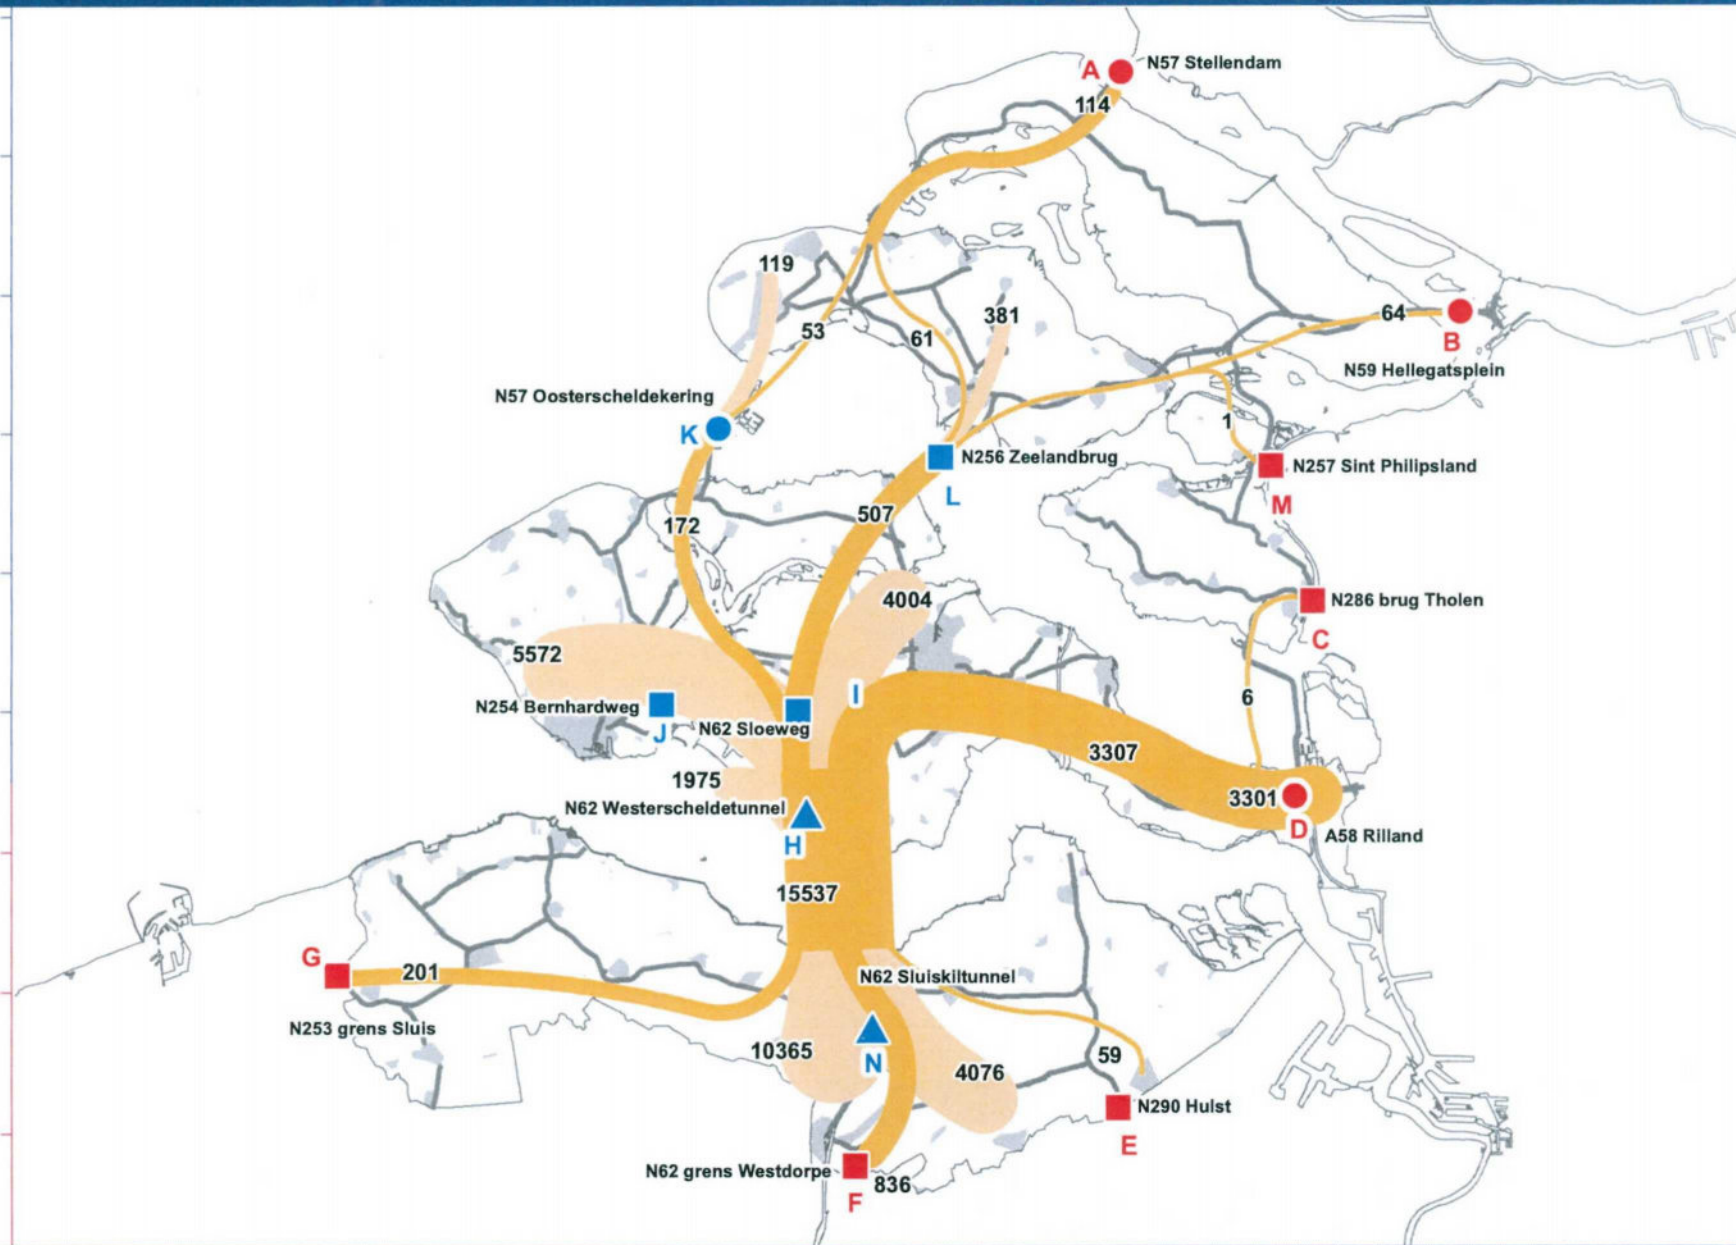 A
N57 Stellendam
114
119
53
61
381
64
B
N59 Hellegatsplein
N57 Oosterscheldekering
K
1
N256 Zeelandbrug
L
N257 Sint Philipsland
M
172
507
4004
N286 brug Tholen
C
5572
N254 Bernhardweg
J
N62 Sloeweg
I
6
1975
3307
N62 Westerscheldetunnel
H
3301
D
A58 Rilland
15537
G
201
N253 grens Sluis
N62 Sluiskiltunnel
10365
N
4076
59
N290 Hulst
E
N62 grens Westdorpe
F
836